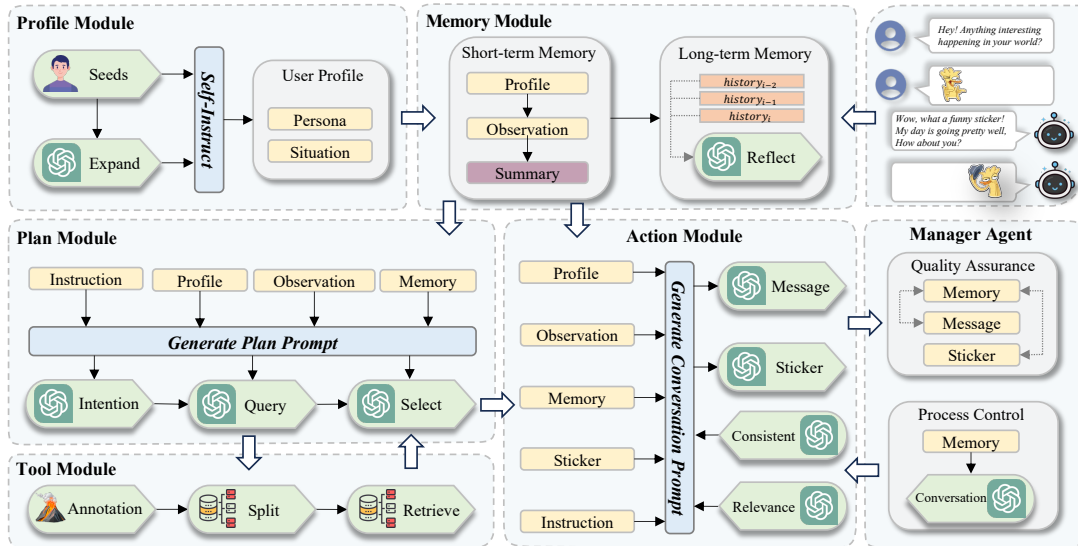 Profile Module
Seeds
Expand
Self-Instruct
User Profile
Persona
Situation
Memory Module
Short-term Memory
Profile
Observation
Summary
Long-term Memory
history_{i-2}
history_{i-1}
history_i
Reflect
Hey! Anything interesting
happening in your world?
Wow, what a funny sticker!
My day is going pretty well,
How about you?
Plan Module
Instruction
Profile
Observation
Memory
Generate Plan Prompt
Intention
Query
Select
Tool Module
Annotation
Split
Retrieve
Action Module
Profile
Observation
Memory
Sticker
Instruction
Generate Conversation Prompt
Message
Sticker
Consistent
Relevance
Manager Agent
Quality Assurance
Memory
Message
Sticker
Process Control
Memory
Conversation